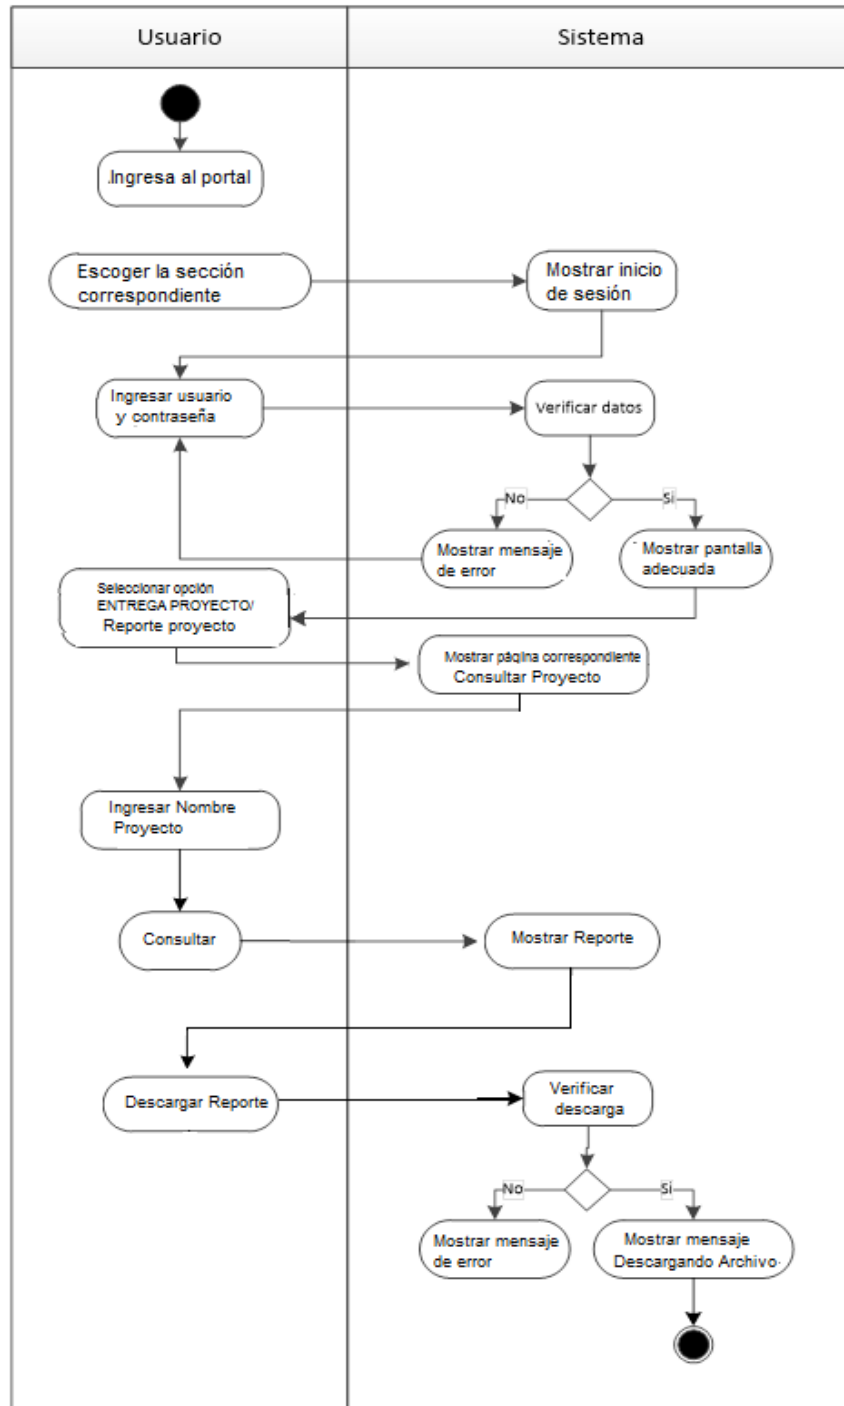 Usuario
Sistema
.Ingresa al portal
Escoger la sección
correspondiente
Mostrar inicio
de sesión
Ingresar usuario
y contraseña
Verificar datos
No
Si
Mostrar mensaje
de error
Mostrar pantalla
adecuada
Seleccionar opción
ENTREGA PROYECTO/
Reporte proyecto
Mostrar página correspondiente
Consultar Proyecto
Ingresar Nombre
Proyecto
Consultar
Mostrar Reporte
Descargar Reporte
Verificar
descarga
No
Si
Mostrar mensaje
de error
Mostrar mensaje
Descargando Archivo